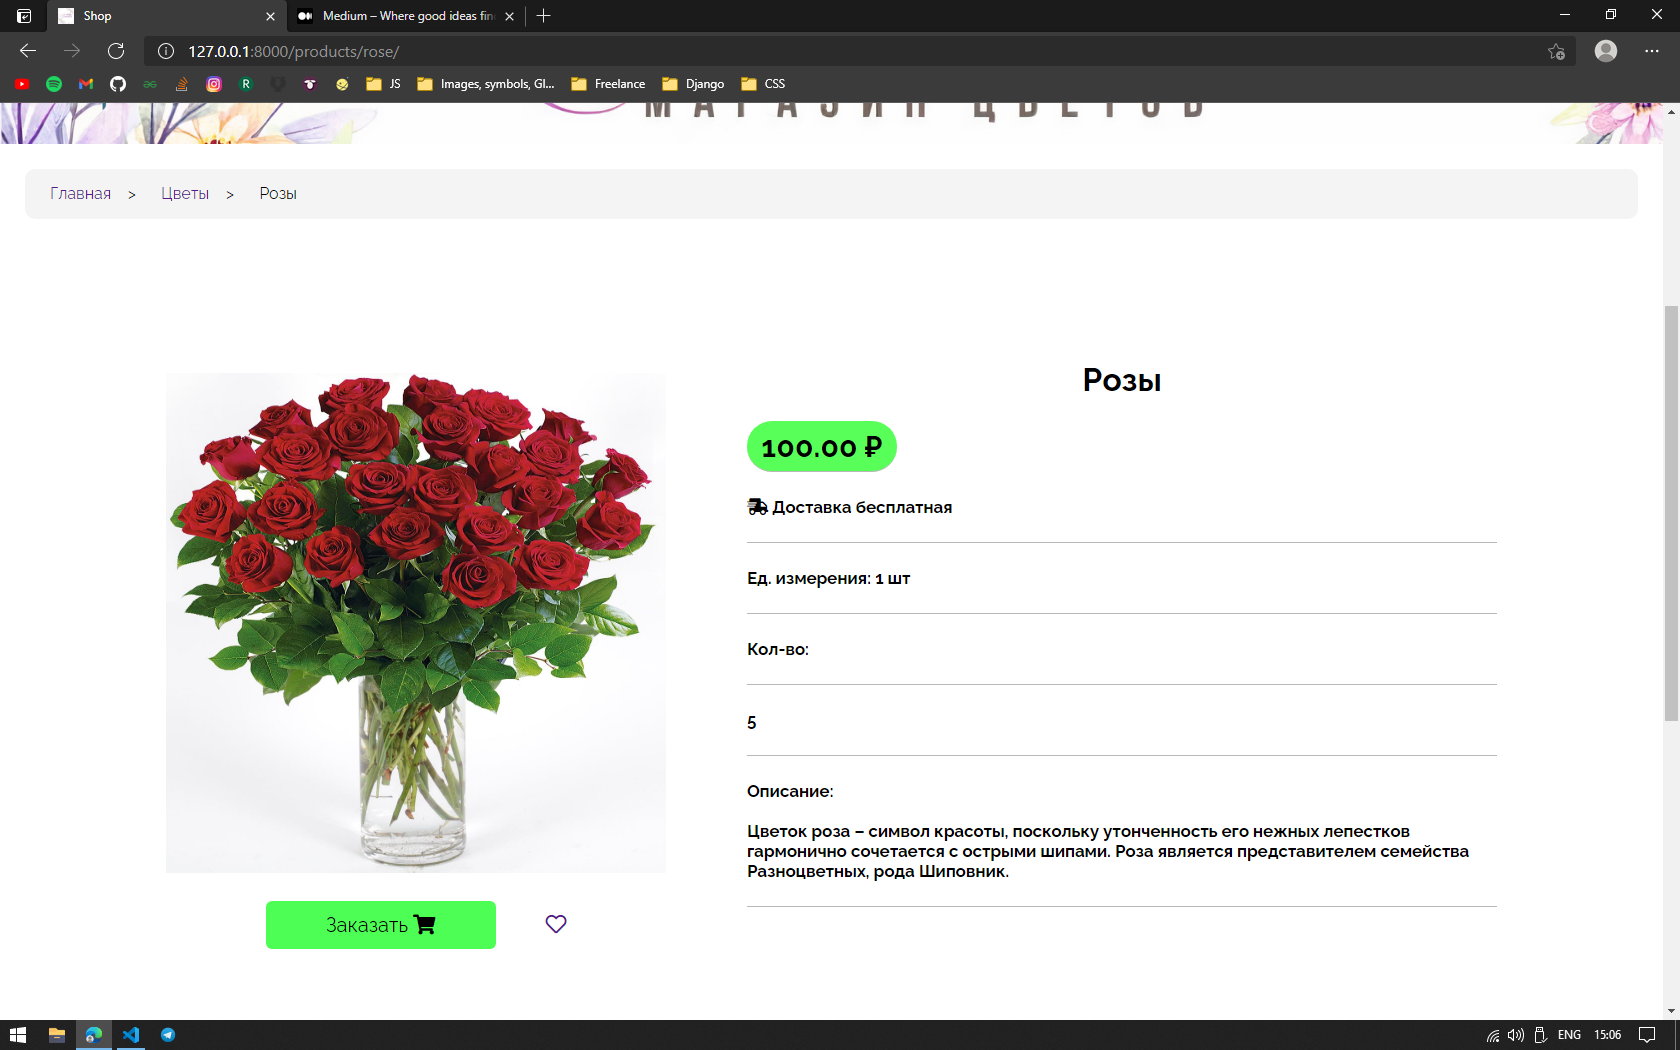 Shop
Medium – Where good ideas fin
127.0.0.1:8000/products/rose/
R
JS
Images, symbols, Gl...
Freelance
Django
CSS
МАГАЗИН ЦВЕТОВ
Главная > Цветы > Розы
Розы
100.00 ₽
Доставка бесплатная
Ед. измерения: 1 шт
Кол-во:
5
Описание:
Цветок роза – символ красоты, поскольку утонченность его нежных лепестков
гармонично сочетается с острыми шипами. Роза является представителем семейства
Разноцветных, рода Шиповник.
Заказать
ENG
15:06